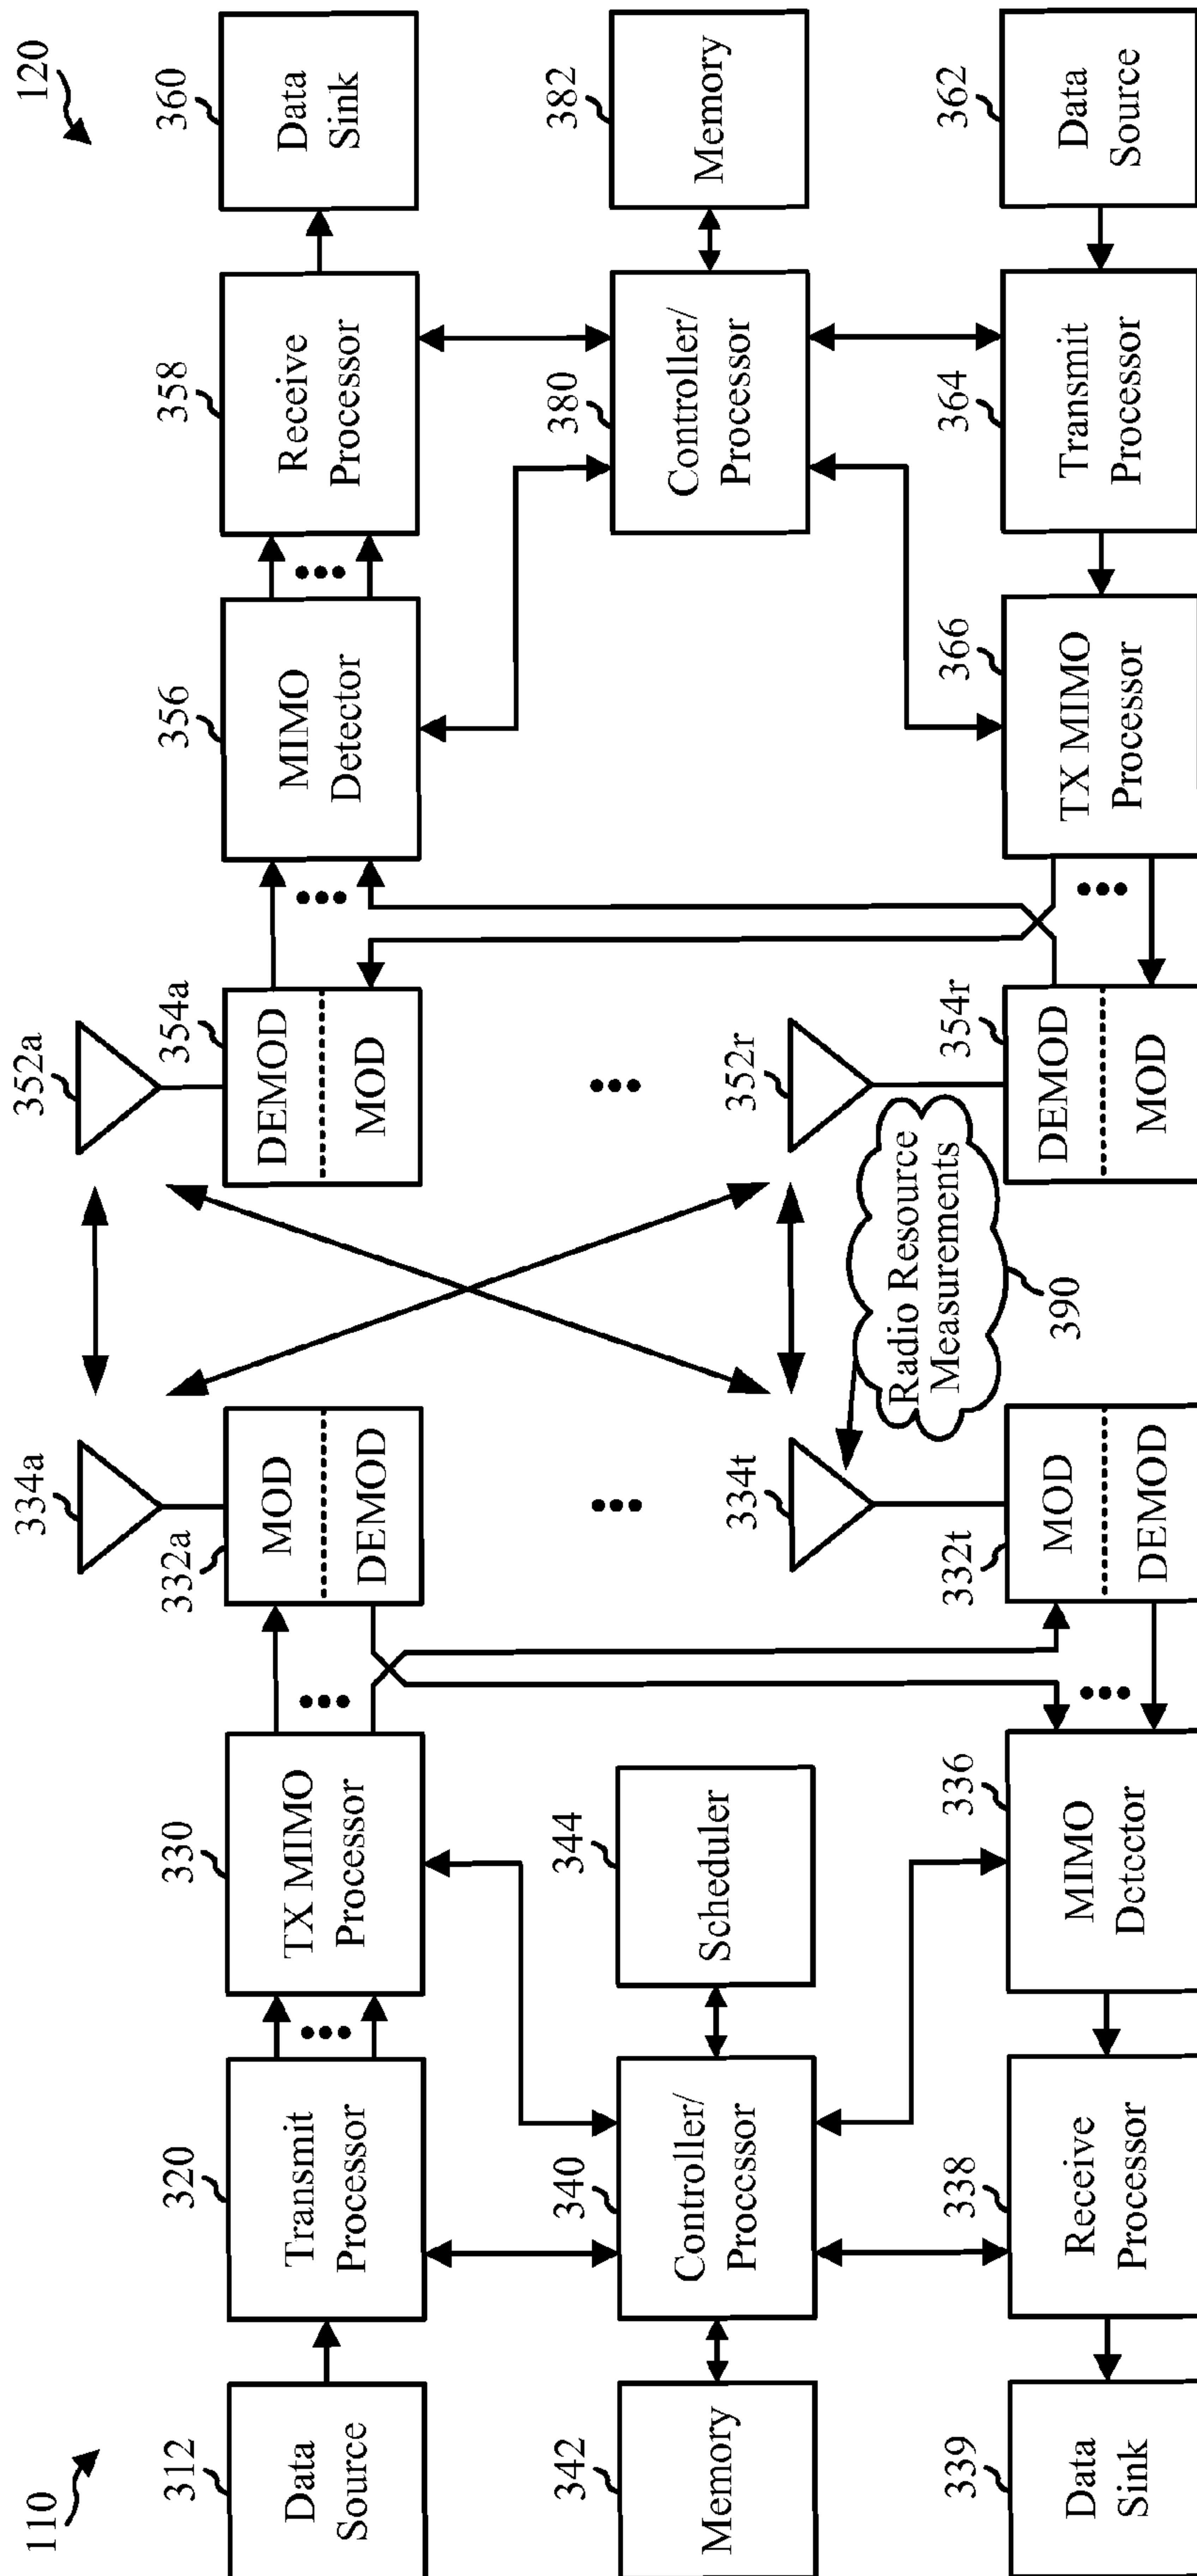 110
312
Data
Source
320
Transmit
Processor
330
TX MIMO
Processor
332a
334a
MOD
DEMOD
352a
354a
DEMOD
MOD
356
MIMO
Detector
358
Receive
Processor
360
Data
Sink
120
342
Memory
340
Controller/
Processor
344
Scheduler
380
Controller/
Processor
382
Memory
339
Data
Sink
338
Receive
Processor
336
MIMO
Detector
332t
334t
MOD
DEMOD
Radio Resource
Measurements
390
352r
354r
DEMOD
MOD
366
TX MIMO
Processor
364
Transmit
Processor
362
Data
Source